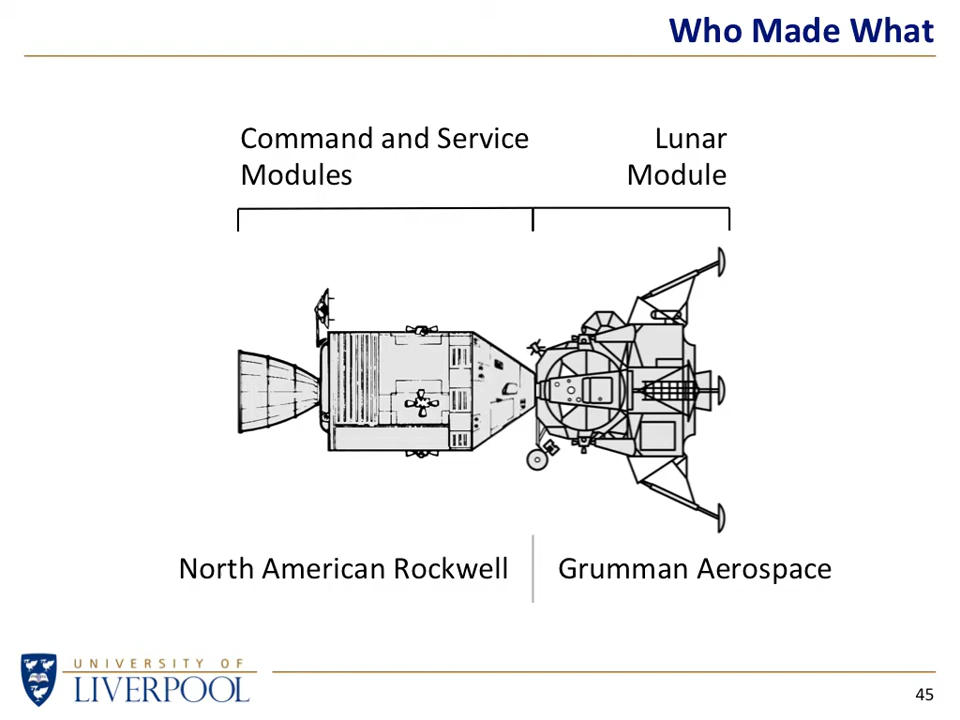 Who Made What
Command and Service
Modules
Lunar
Module
North American Rockwell
Grumman Aerospace
UNIVERSITY OF
LIVERPOOL
45